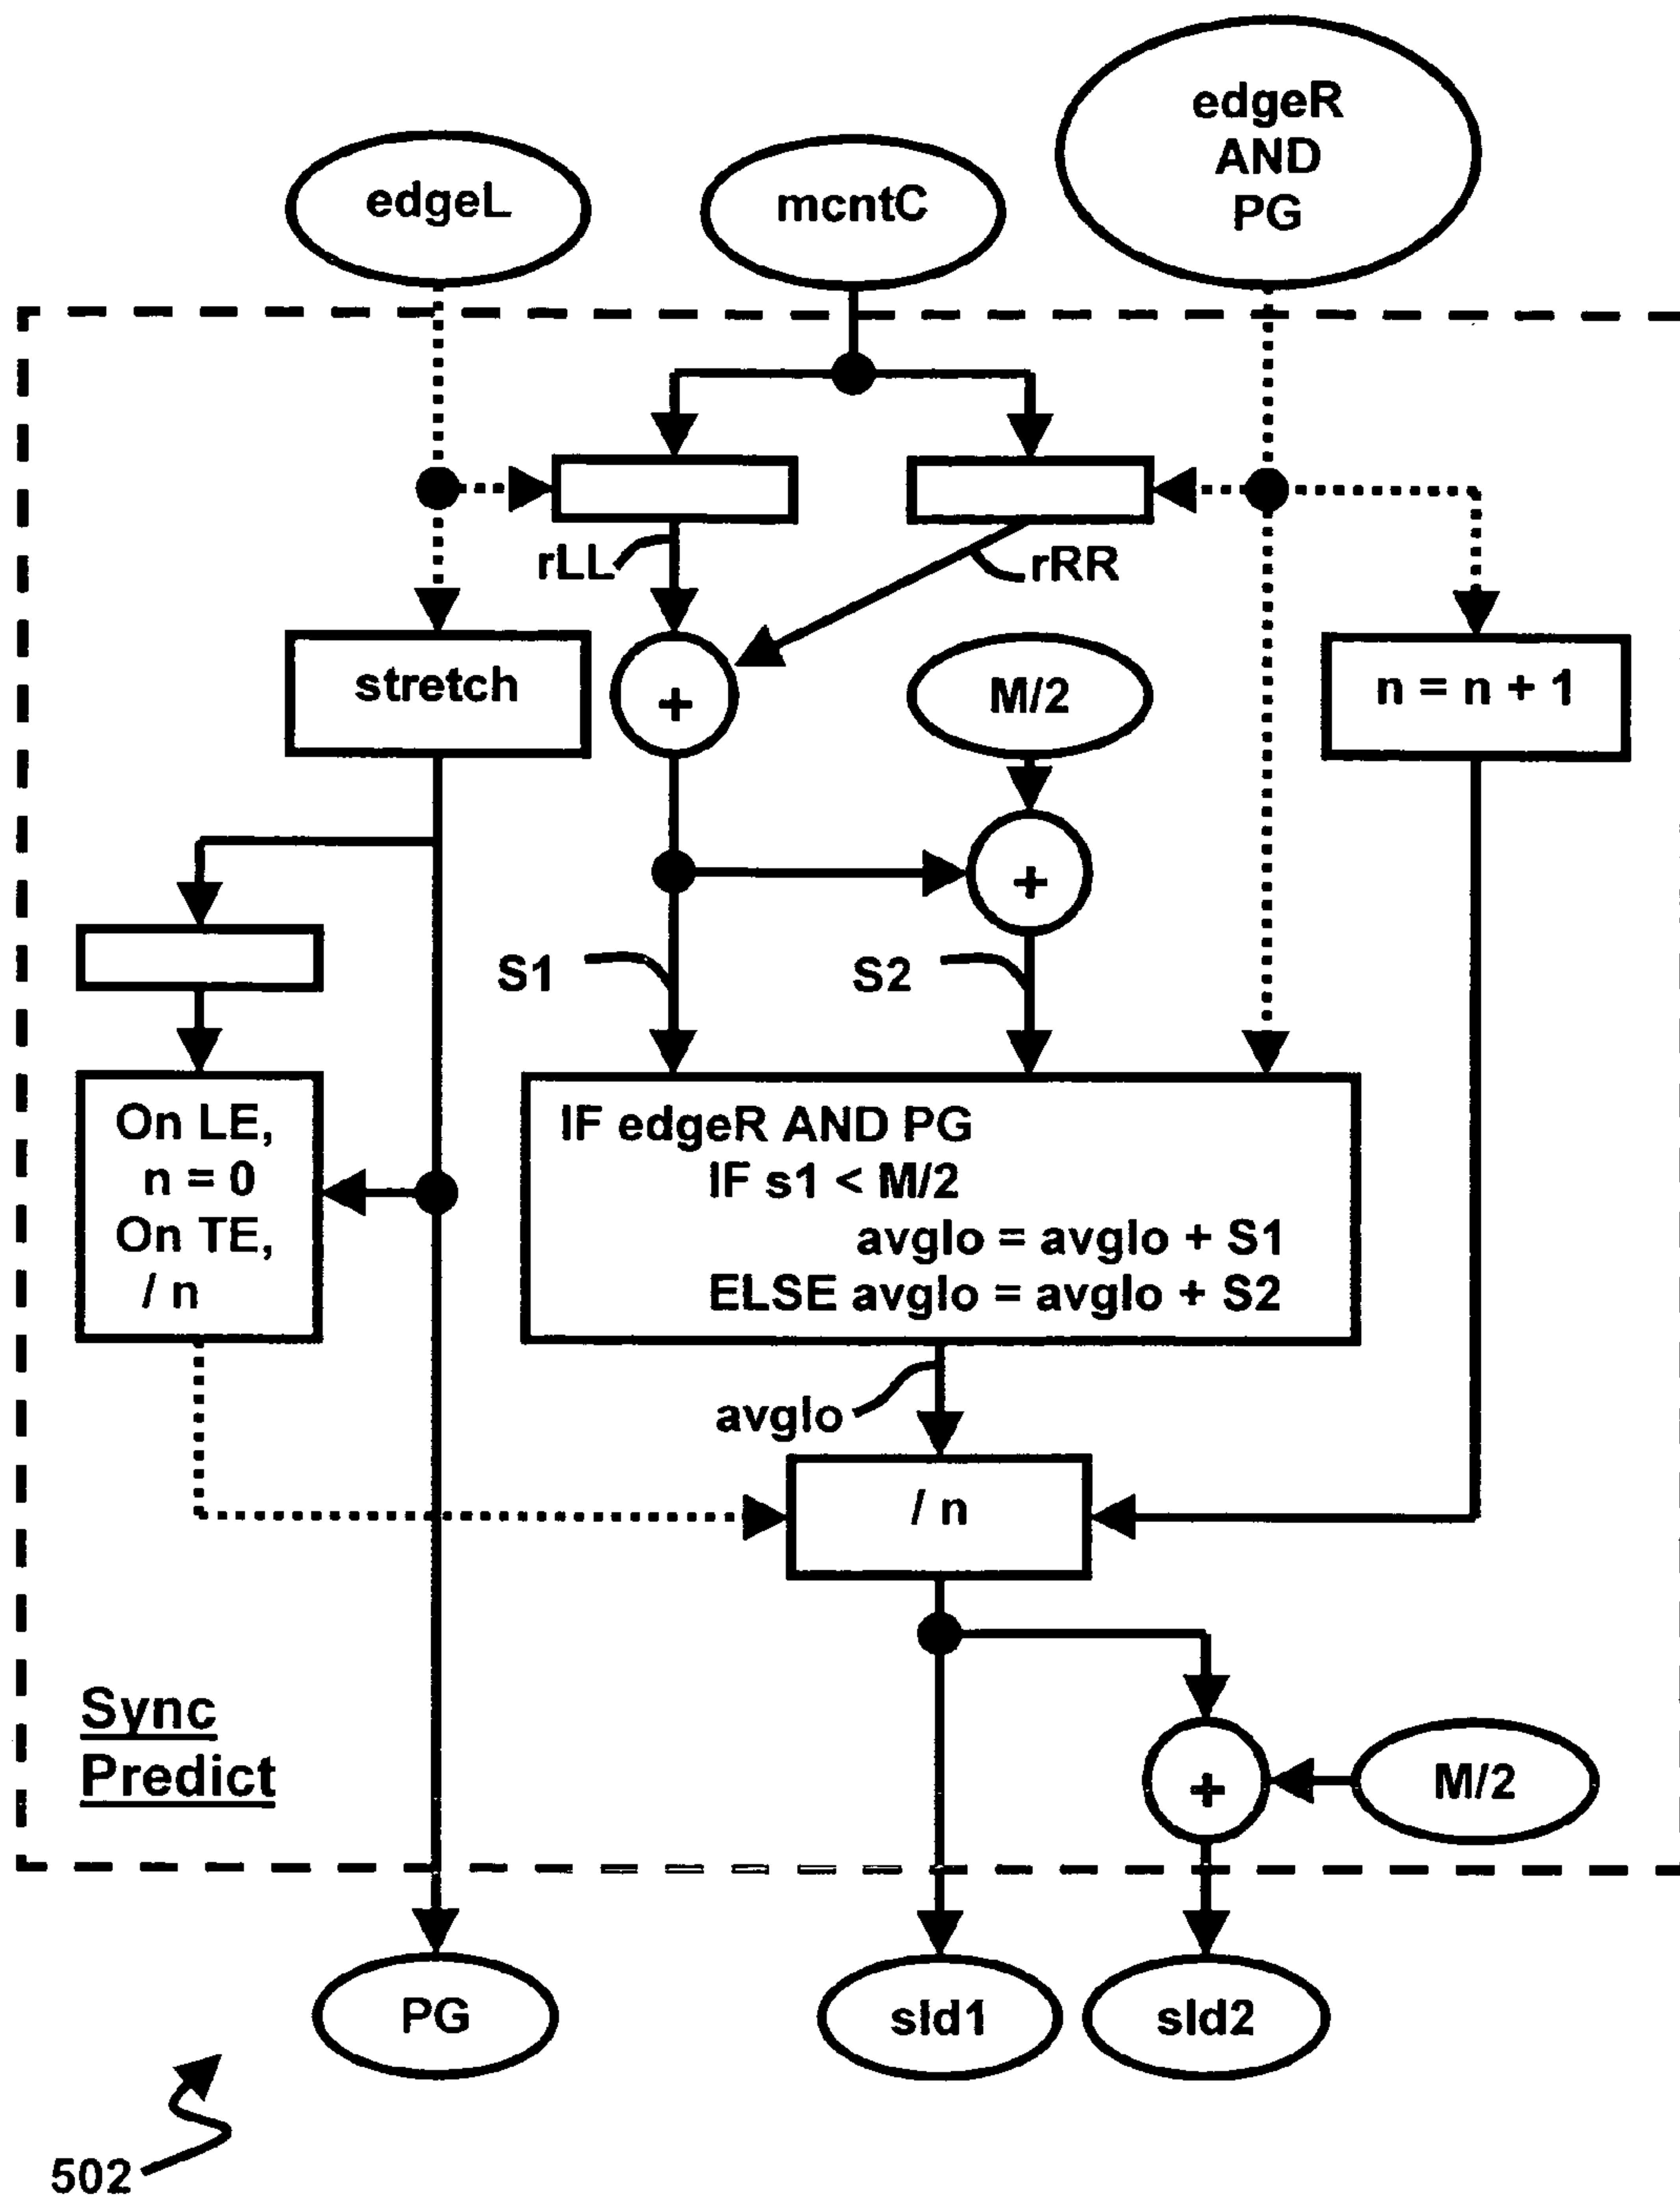 edgeR
AND
PG
edgeL
mcntC
rLL
rRR
stretch
+
M/2
n = n + 1
+
S1
S2
On LE,
n = 0
On TE,
/ n
IF edgeR AND PG
IF s1 < M/2
avglo = avglo + S1
ELSE avglo = avglo + S2
avglo
/ n
Sync
Predict
+
M/2
PG
sld1
sld2
502